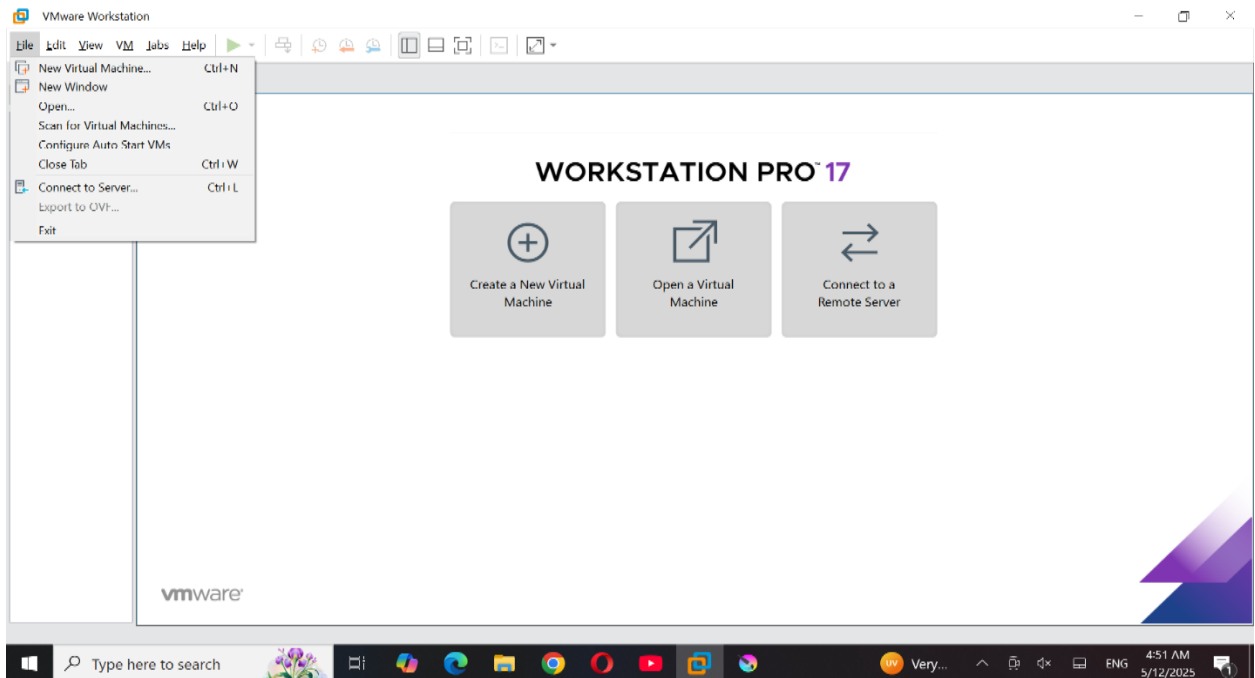 VMware Workstation
File Edit View VM Tabs Help
New Virtual Machine... Ctrl+N
New Window
Open... Ctrl+O
Scan for Virtual Machines...
Configure Auto Start VMs
Close Tab Ctrl+W
Connect to Server... Ctrl+L
Export to OVF...
Exit
WORKSTATION PRO™ 17
Create a New Virtual
Machine
Open a Virtual
Machine
Connect to a
Remote Server
vmware®
Type here to search
UV
Very...
ENG
4:51 AM
5/12/2025
1